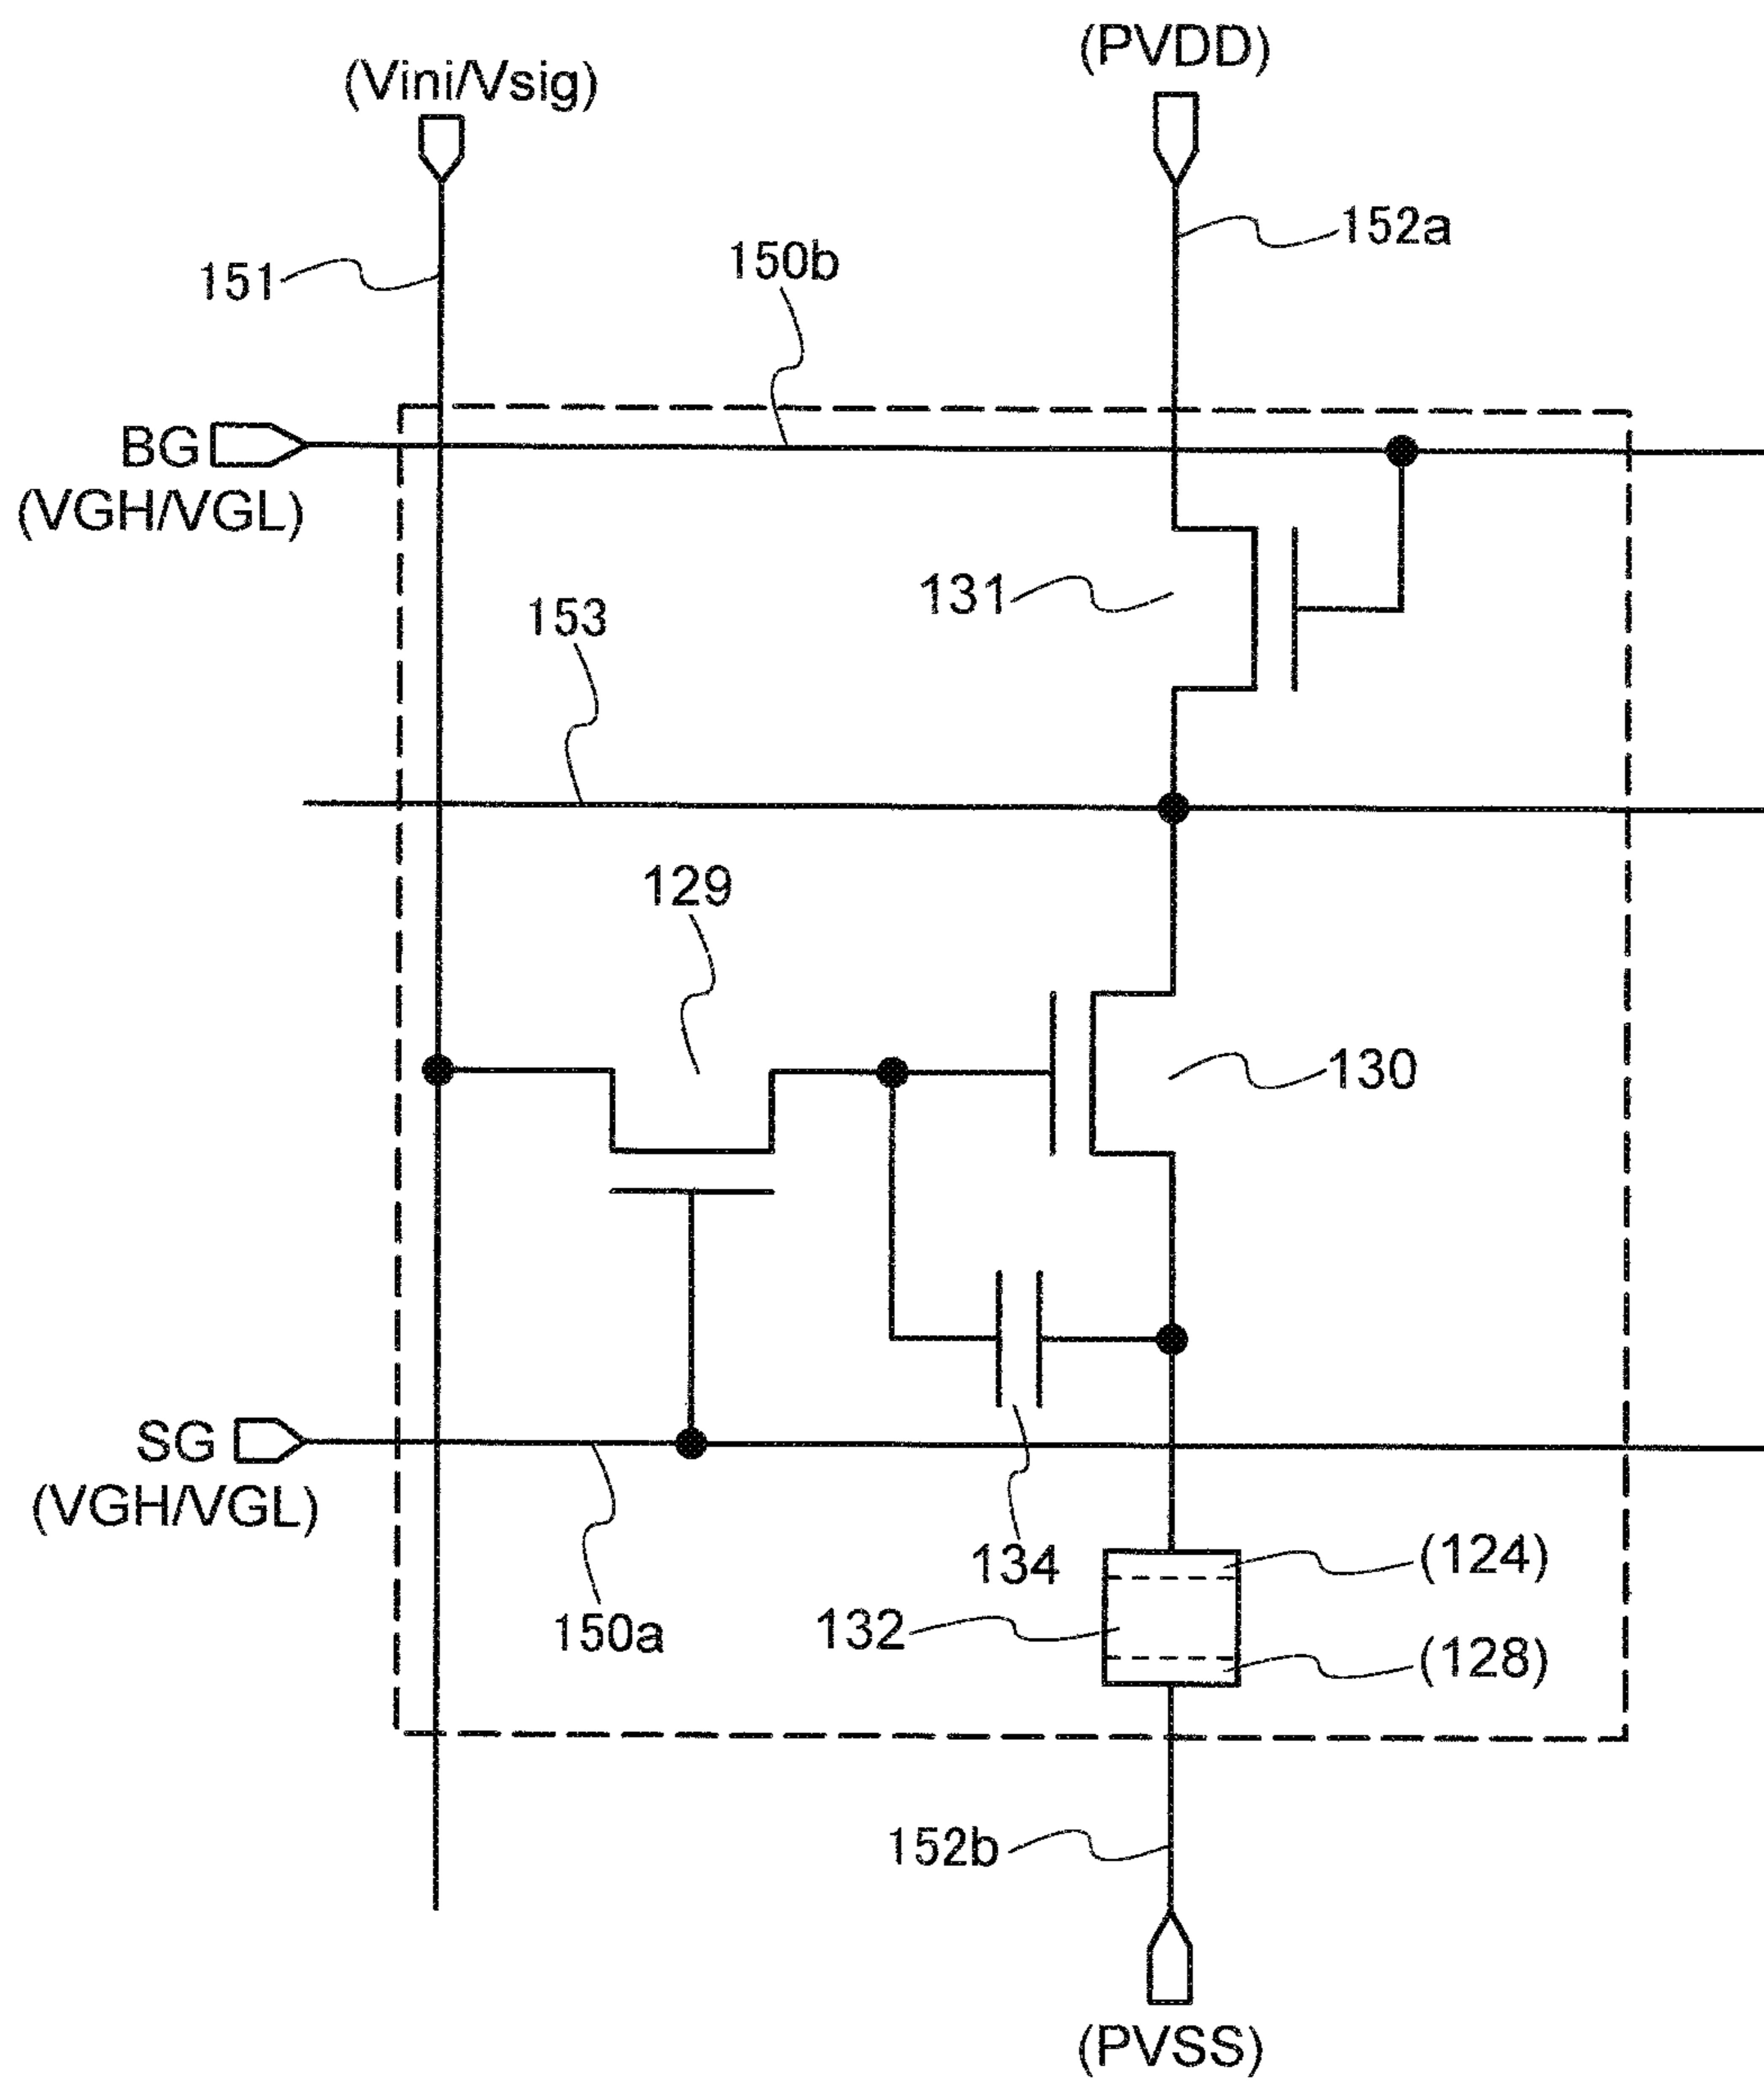 (PVDD)
(Vini/Vsig)
152a
150b
151
BG
(VGH/VGL)
131
153
129
130
SG
(VGH/VGL)
134
(124)
150a
132
(128)
152b
(PVSS)